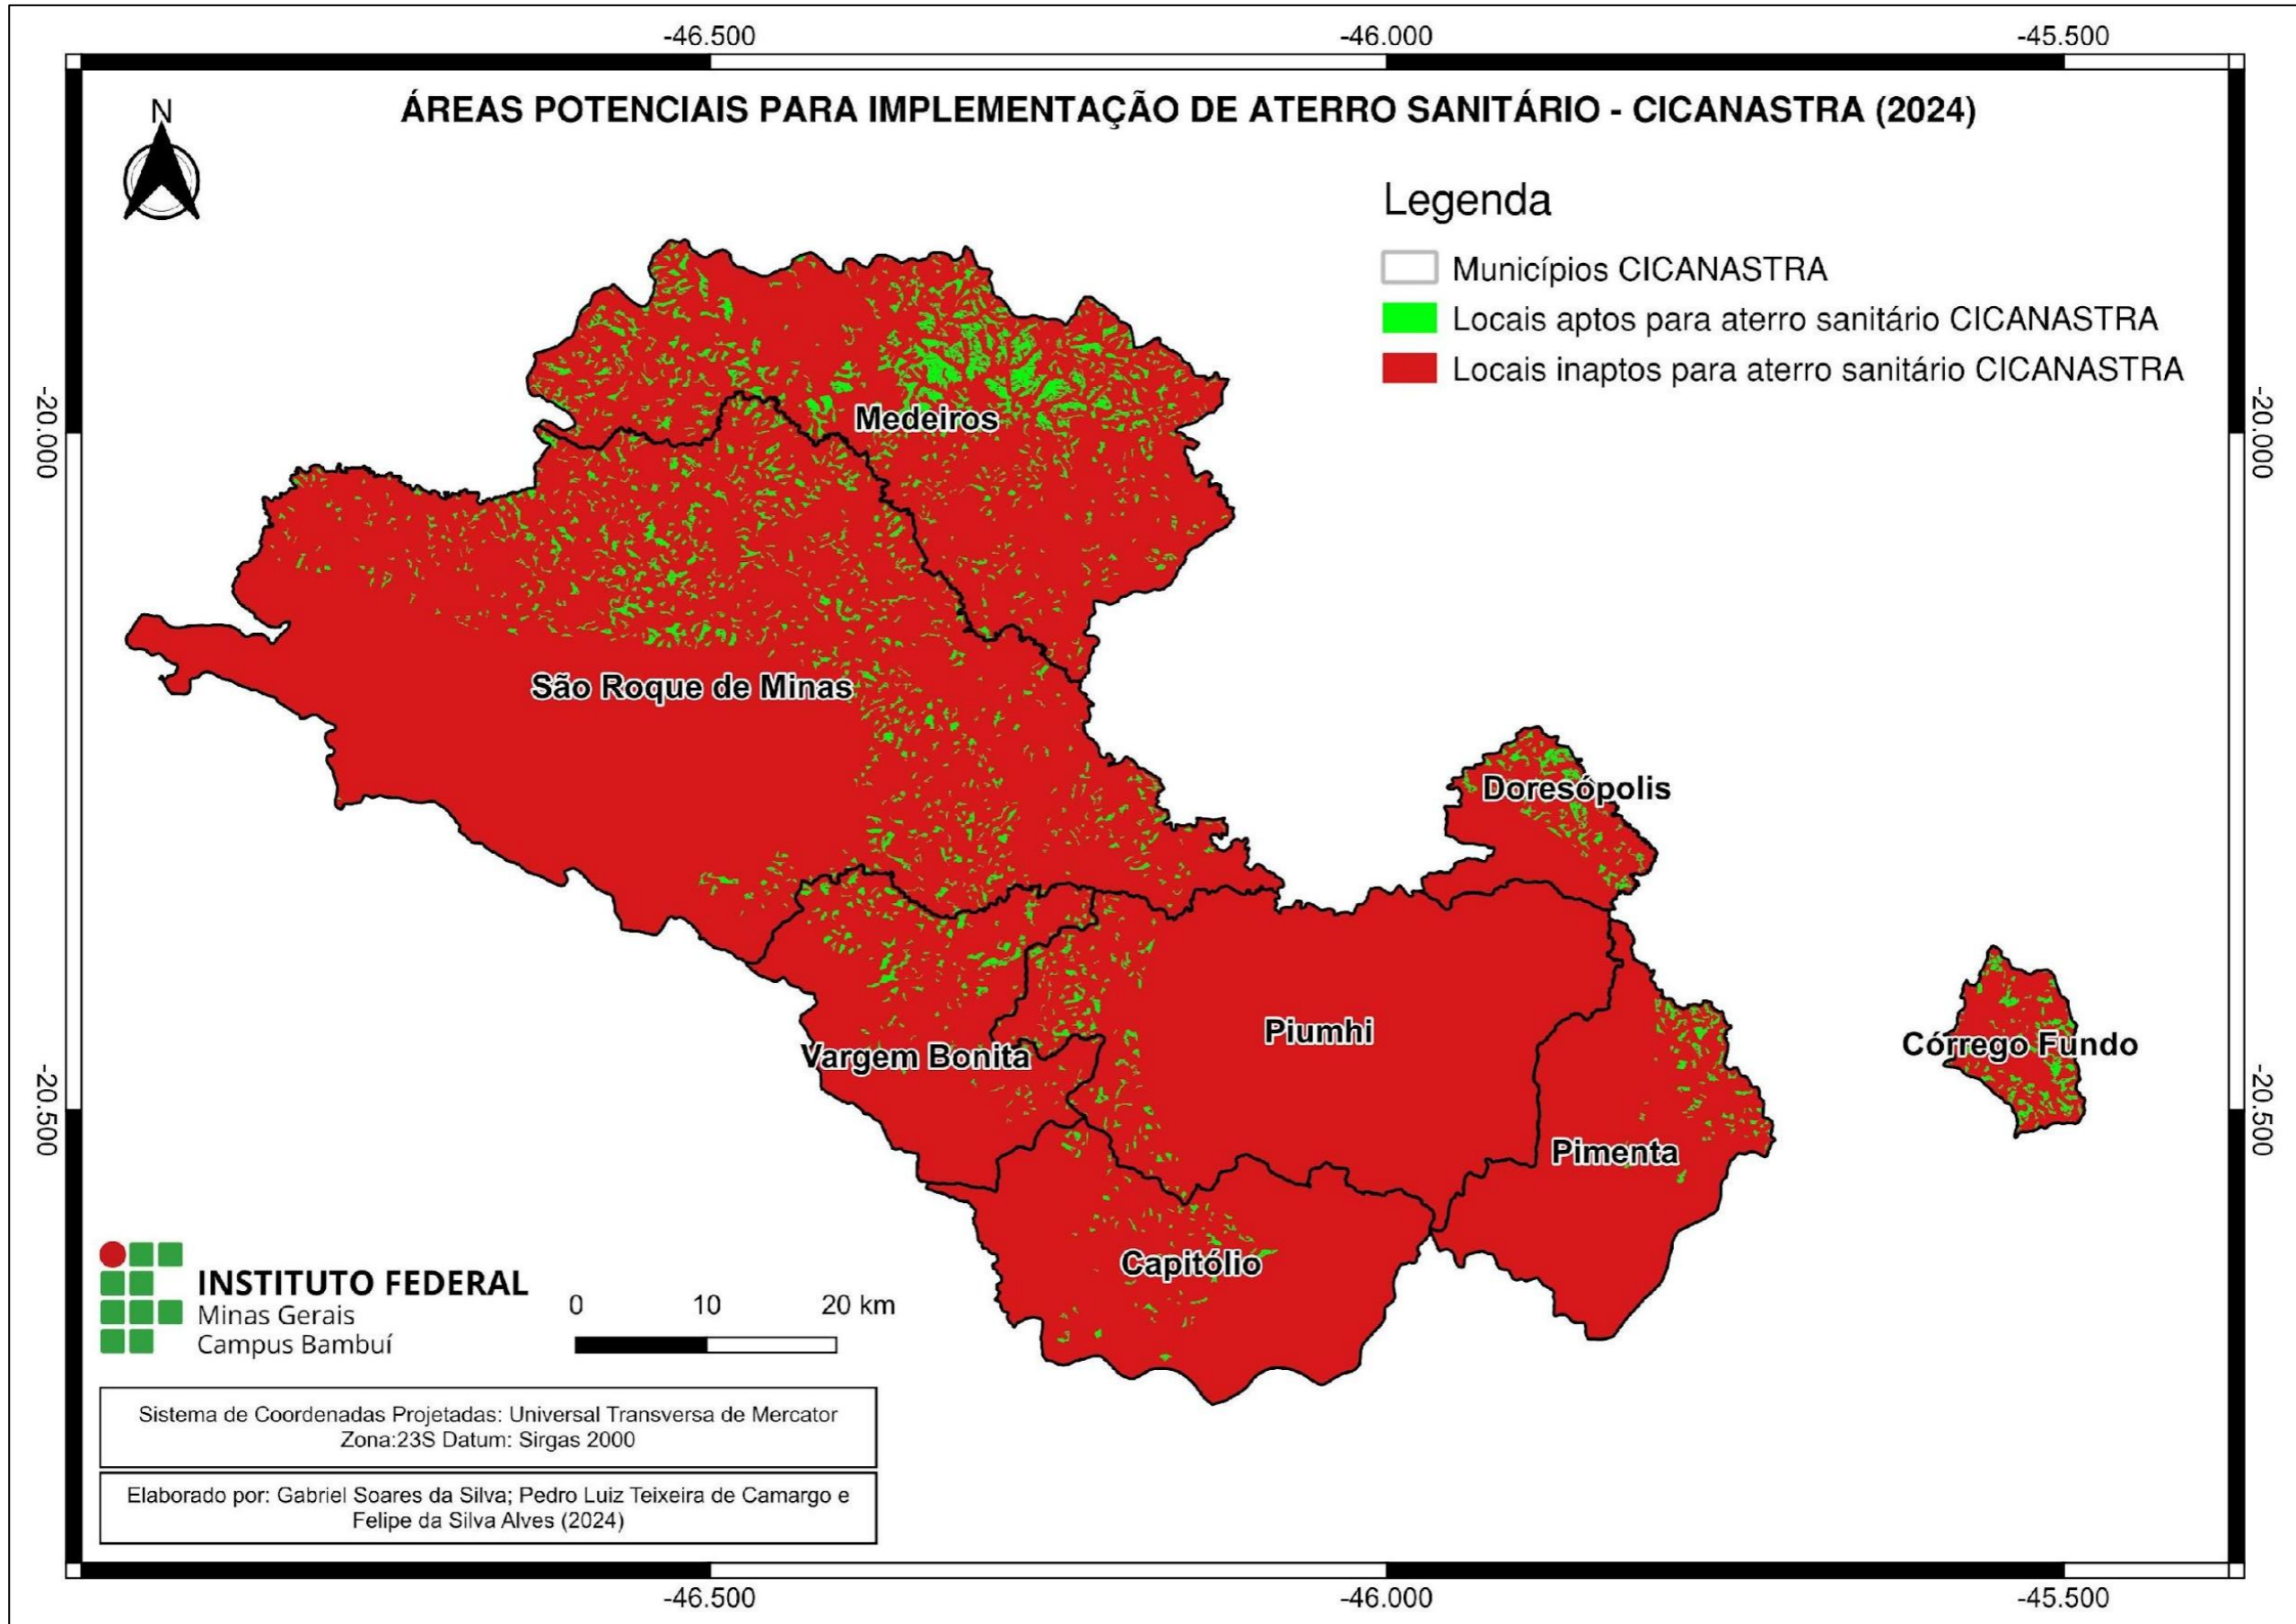 -46.500
-46.000
-45.500
ÁREAS POTENCIAIS PARA IMPLEMENTAÇÃO DE ATERRO SANITÁRIO - CICANASTRA (2024)
N
Legenda
Municípios CICANASTRA
Locais aptos para aterro sanitário CICANASTRA
Locais inaptos para aterro sanitário CICANASTRA
-20.000
-20.000
Medeiros
São Roque de Minas
Doresópolis
Piumhi
Córrego Fundo
Vargem Bonita
-20.500
-20.500
Pimenta
Capitólio
INSTITUTO FEDERAL
Minas Gerais
Campus Bambuí
0
10
20 km
Sistema de Coordenadas Projetadas: Universal Transversa de Mercator
Zona:23S Datum: Sirgas 2000
Elaborado por: Gabriel Soares da Silva; Pedro Luiz Teixeira de Camargo e
Felipe da Silva Alves (2024)
-46.500
-46.000
-45.500